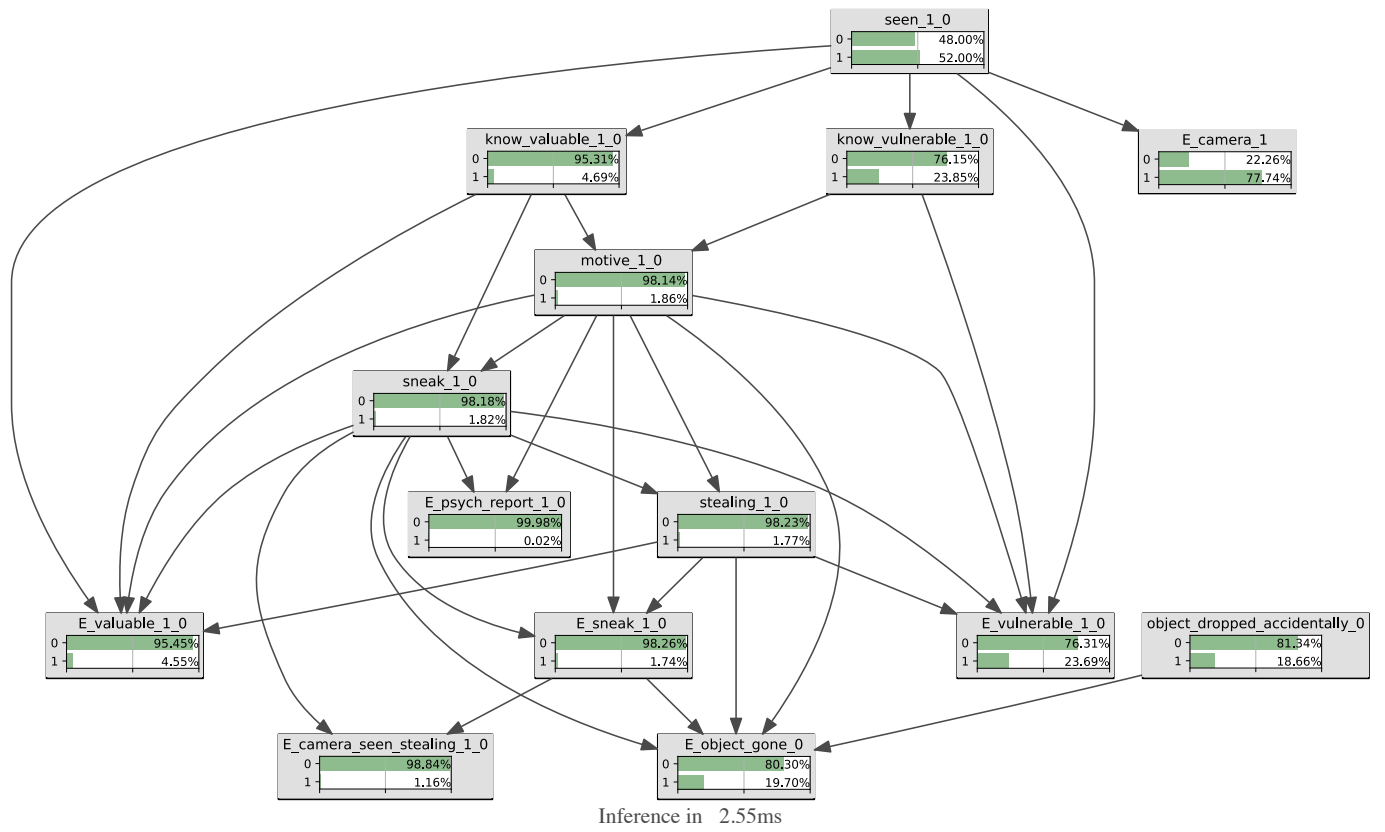 seen_1_0
0 48.00%
1 52.00%
know_valuable_1_0
0 95.31%
1 4.69%
know_vulnerable_1_0
0 76.15%
1 23.85%
E_camera_1
0 22.26%
1 77.74%
motive_1_0
0 98.14%
1 1.86%
sneak_1_0
0 98.18%
1 1.82%
E_psych_report_1_0
0 99.98%
1 0.02%
stealing_1_0
0 98.23%
1 1.77%
E_valuable_1_0
0 95.45%
1 4.55%
E_sneak_1_0
0 98.26%
1 1.74%
E_vulnerable_1_0
0 76.31%
1 23.69%
object_dropped_accidentally_0
0 81.34%
1 18.66%
E_camera_seen_stealing_1_0
0 98.84%
1 1.16%
E_object_gone_0
0 80.30%
1 19.70%
Inference in 2.55ms